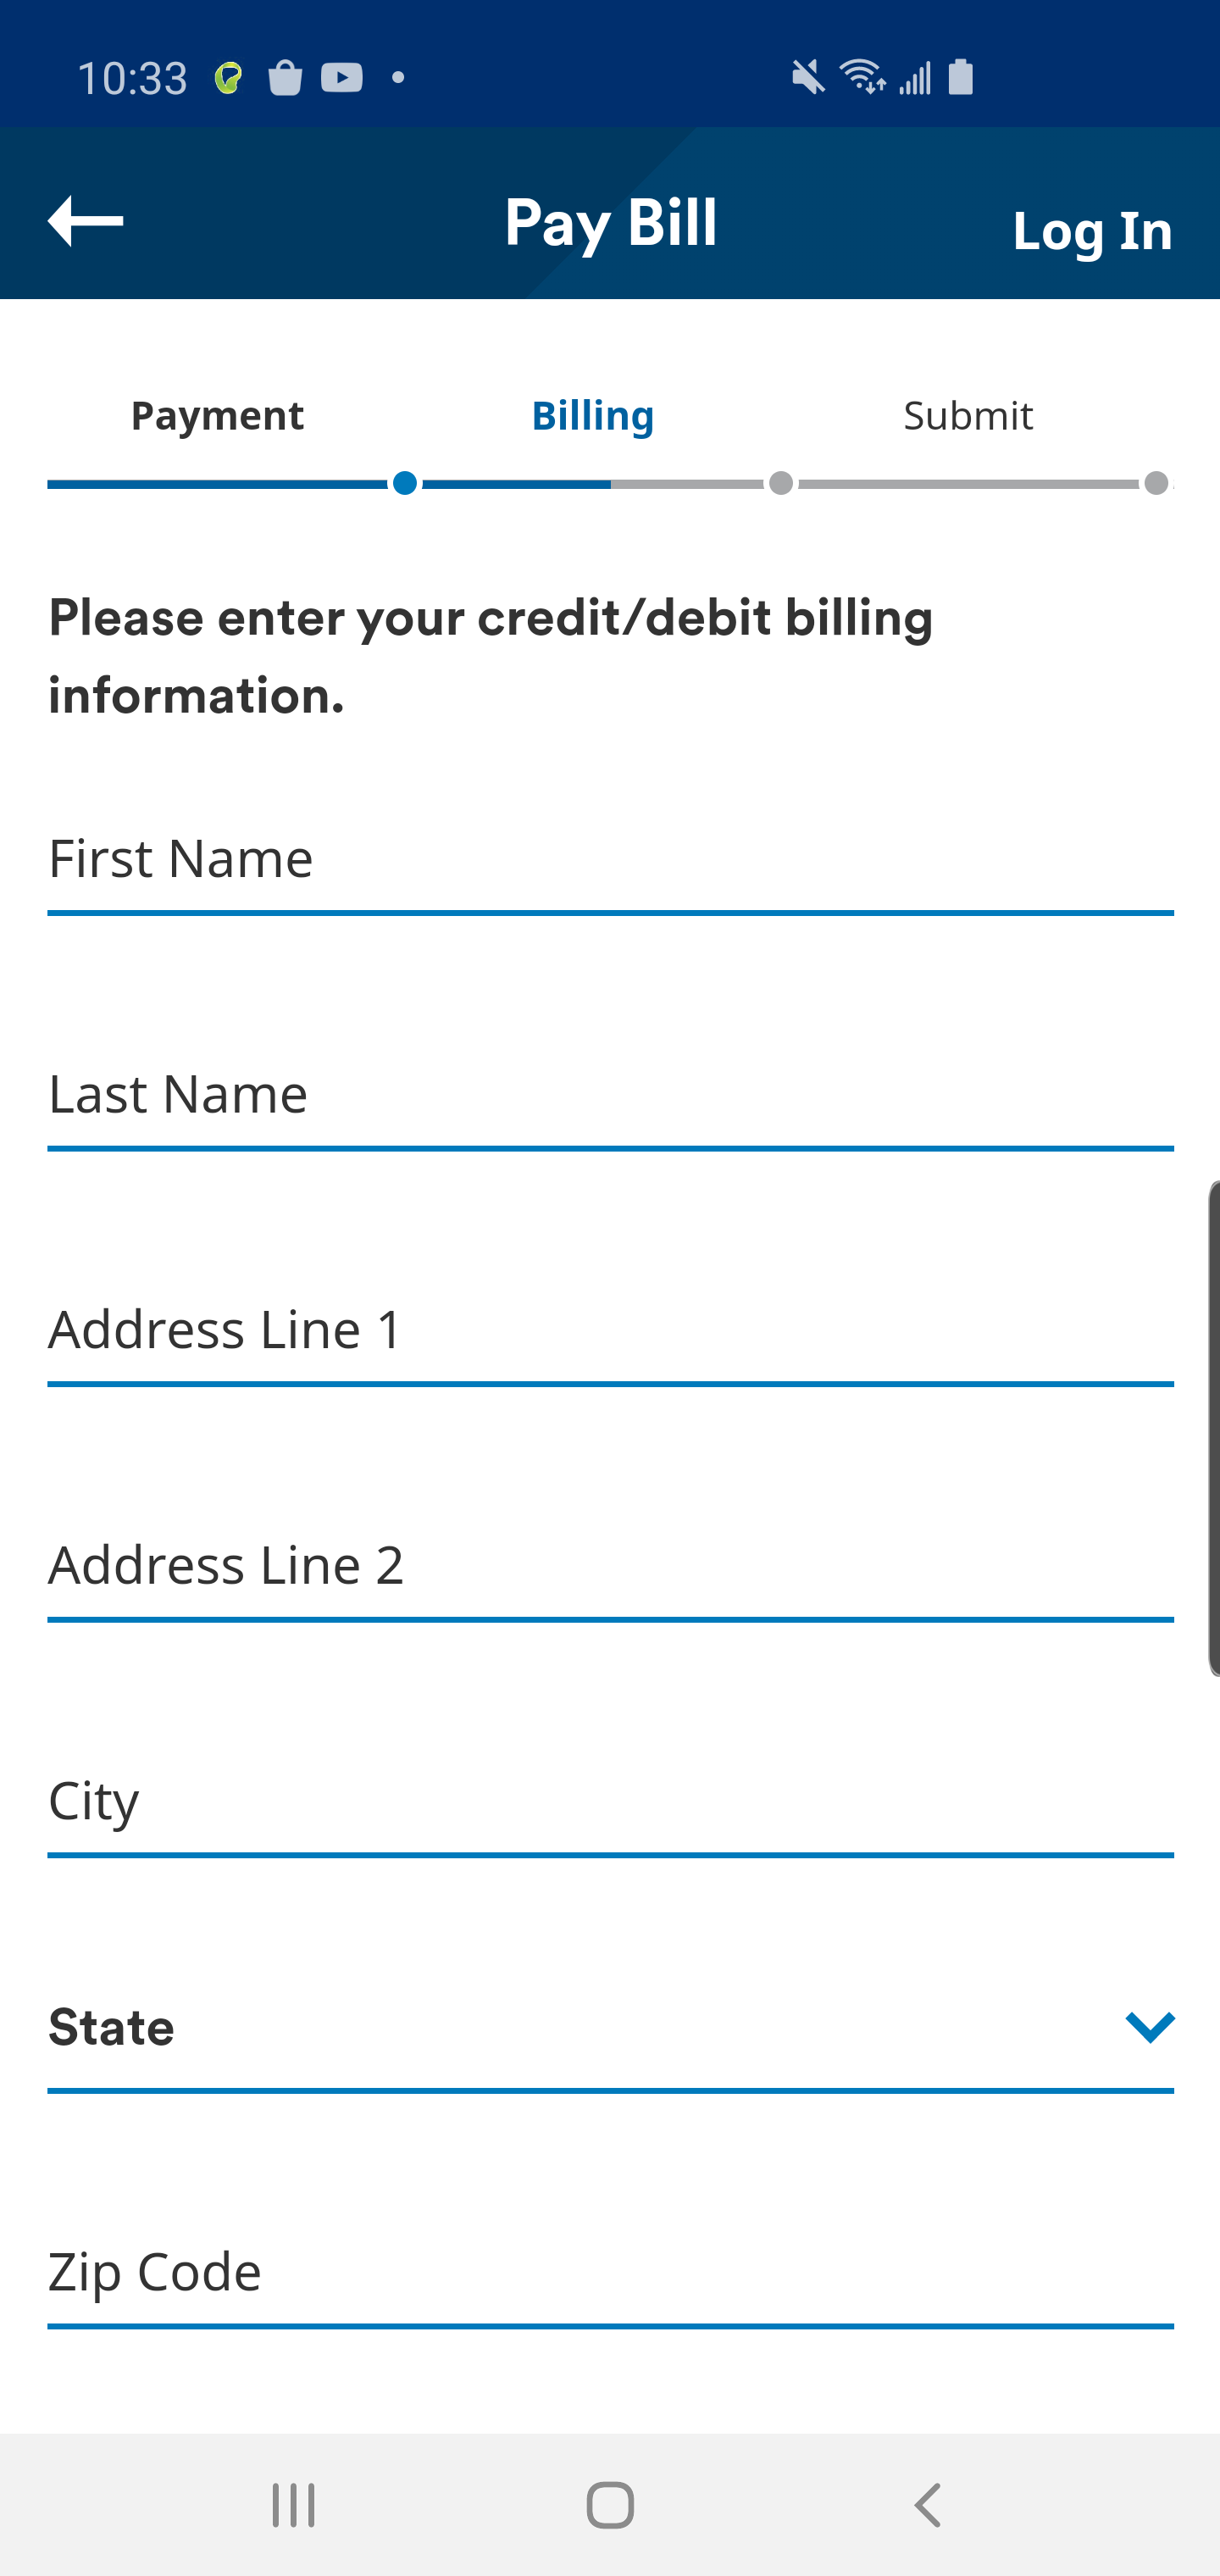 10:33
Pay Bill
Log In
Payment
Billing
Submit
Please enter your credit/debit billing
information.
First Name
Last Name
Address Line 1
Address Line 2
City
State
Zip Code